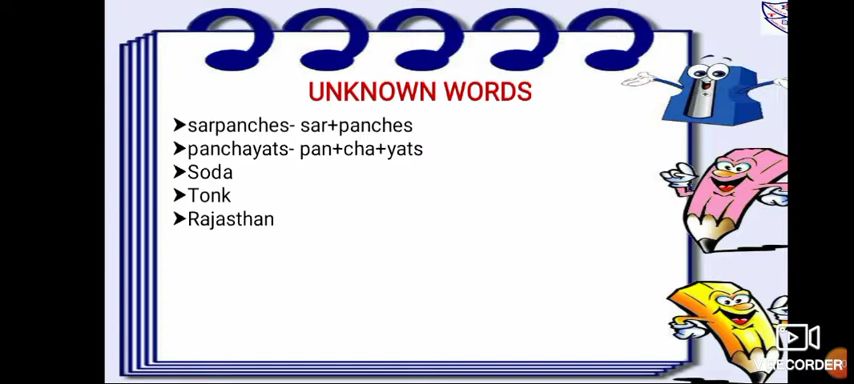 UNKNOWN WORDS
➤sarpanches- sar+panches
➤panchayats- pan+cha+yats
➤Soda
➤Tonk
➤Rajasthan
RECORDER